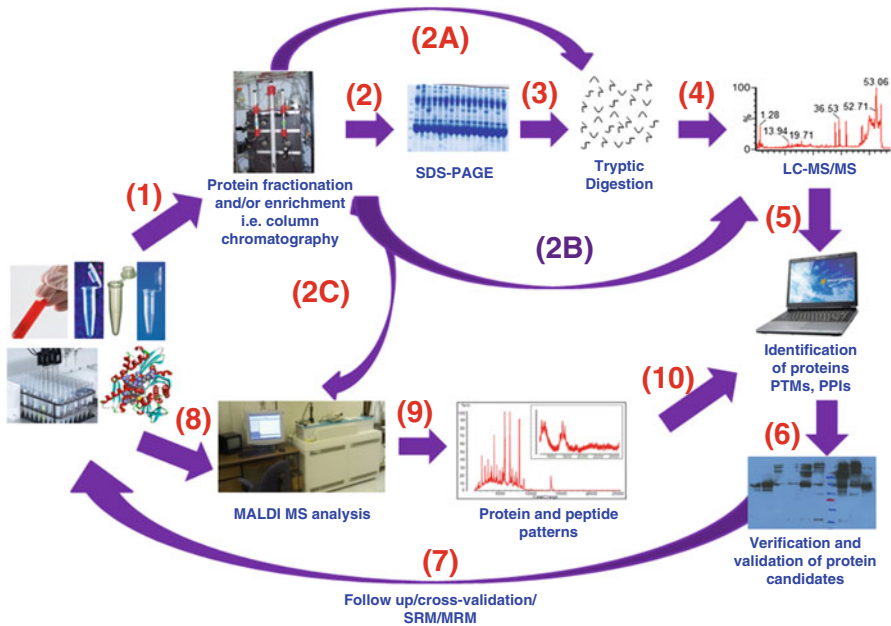 (2A)
(1)
(2)
(3)
(4)
Protein fractionation
and/or enrichment
i.e. column
chromatography
SDS-PAGE
Tryptic
Digestion
100
%
1.28
13.94
19.71
36.53
52.71
53.06
LC-MS/MS
(2B)
(2C)
(5)
Identification
of proteins
PTMs, PPIs
(8)
(9)
(10)
(6)
MALDI MS analysis
Protein and peptide
patterns
Verification and
validation of protein
candidates
(7)
Follow up/cross-validation/
SRM/MRM